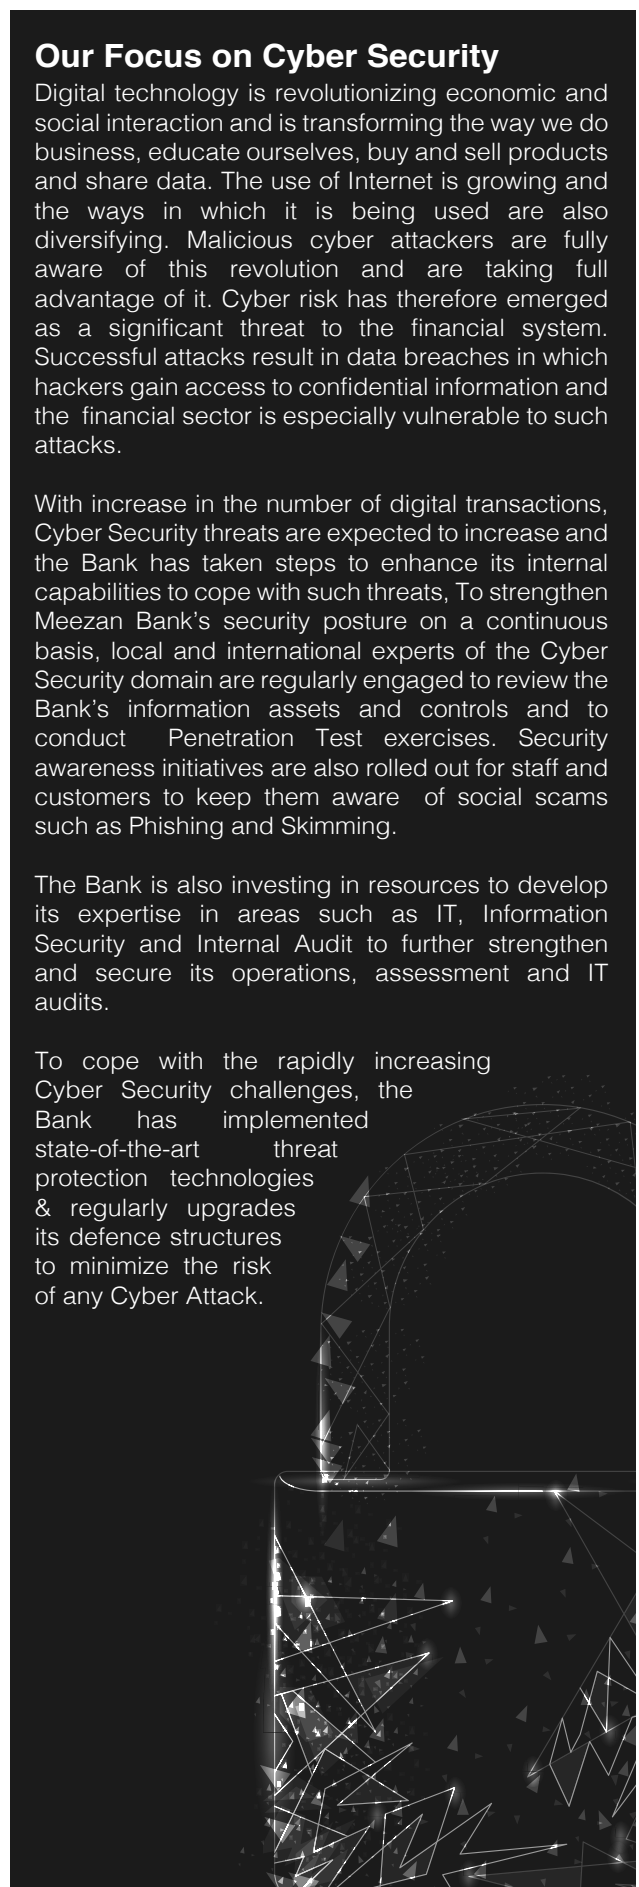 Our Focus on Cyber Security
Digital technology is revolutionizing economic and
social interaction and is transforming the way we do
business, educate ourselves, buy and sell products
and share data. The use of Internet is growing and
the ways in which it is being used are also
diversifying. Malicious cyber attackers are fully
aware of this revolution and are taking full
advantage of it. Cyber risk has therefore emerged
as a significant threat to the financial system.
Successful attacks result in data breaches in which
hackers gain access to confidential information and
the financial sector is especially vulnerable to such
attacks.
With increase in the number of digital transactions,
Cyber Security threats are expected to increase and
the Bank has taken steps to enhance its internal
capabilities to cope with such threats, To strengthen
Meezan Bank’s security posture on a continuous
basis, local and international experts of the Cyber
Security domain are regularly engaged to review the
Bank’s information assets and controls and to
conduct Penetration Test exercises. Security
awareness initiatives are also rolled out for staff and
customers to keep them aware of social scams
such as Phishing and Skimming.
The Bank is also investing in resources to develop
its expertise in areas such as IT, Information
Security and Internal Audit to further strengthen
and secure its operations, assessment and IT
audits.
To cope with the rapidly increasing
Cyber Security challenges, the
Bank has implemented
state-of-the-art threat
protection technologies
& regularly upgrades
its defence structures
to minimize the risk
of any Cyber Attack.